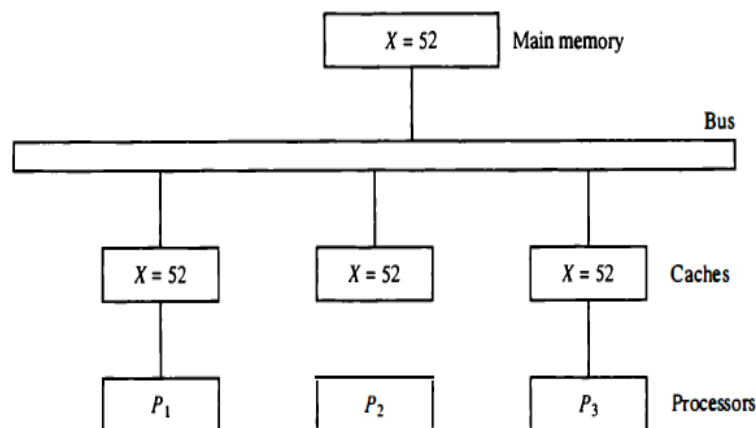 X = 52 Main memory
Bus
X = 52 X = 52 X = 52 Caches
P1 P2 P3 Processors